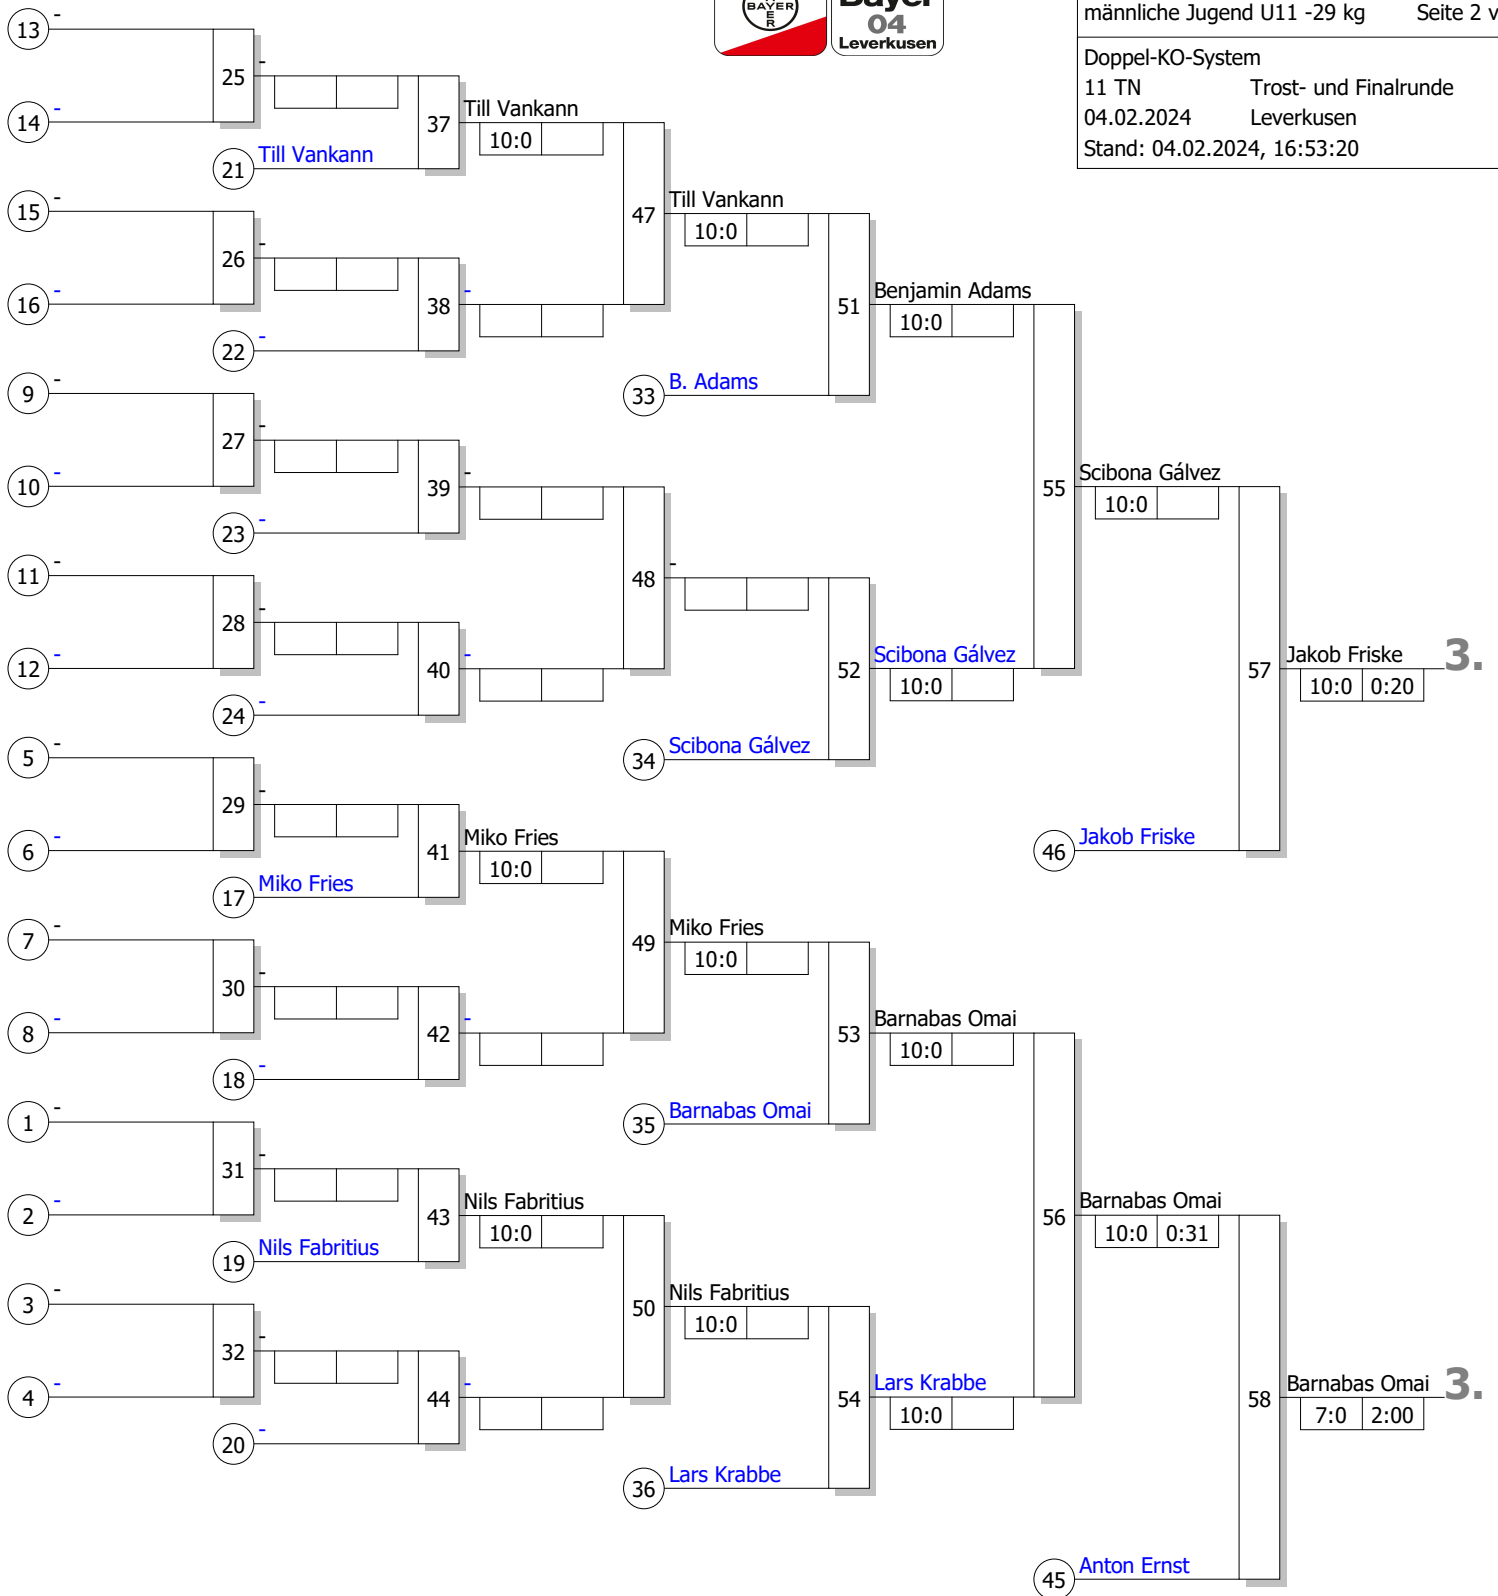 BAYER
E
R
Bayer
04
Leverkusen
männliche Jugend U11 -29 kg Seite 2 v
Doppel-KO-System
11 TN Trost- und Finalrunde
04.02.2024 Leverkusen
Stand: 04.02.2024, 16:53:20
13 -
25 -
14 -
37 Till Vankann
10:0
21 Till Vankann
15 -
47 Till Vankann
10:0
26 -
16 -
38 -
22 -
51 Benjamin Adams
10:0
33 B. Adams
9 -
27 -
10 -
39 -
23 -
55 Scibona Gálvez
10:0
11 -
48 -
28 -
12 -
40 -
24 -
52 Scibona Gálvez
10:0
34 Scibona Gálvez
57 Jakob Friske 3.
10:0 0:20
5 -
29 -
6 -
41 Miko Fries
10:0
17 Miko Fries
46 Jakob Friske
7 -
49 Miko Fries
10:0
30 -
8 -
42 -
18 -
53 Barnabas Omai
10:0
35 Barnabas Omai
1 -
31 -
2 -
43 Nils Fabritius
10:0
19 Nils Fabritius
56 Barnabas Omai
10:0 0:31
3 -
50 Nils Fabritius
10:0
32 -
4 -
44 -
20 -
54 Lars Krabbe
10:0
36 Lars Krabbe
58 Barnabas Omai 3.
7:0 2:00
45 Anton Ernst